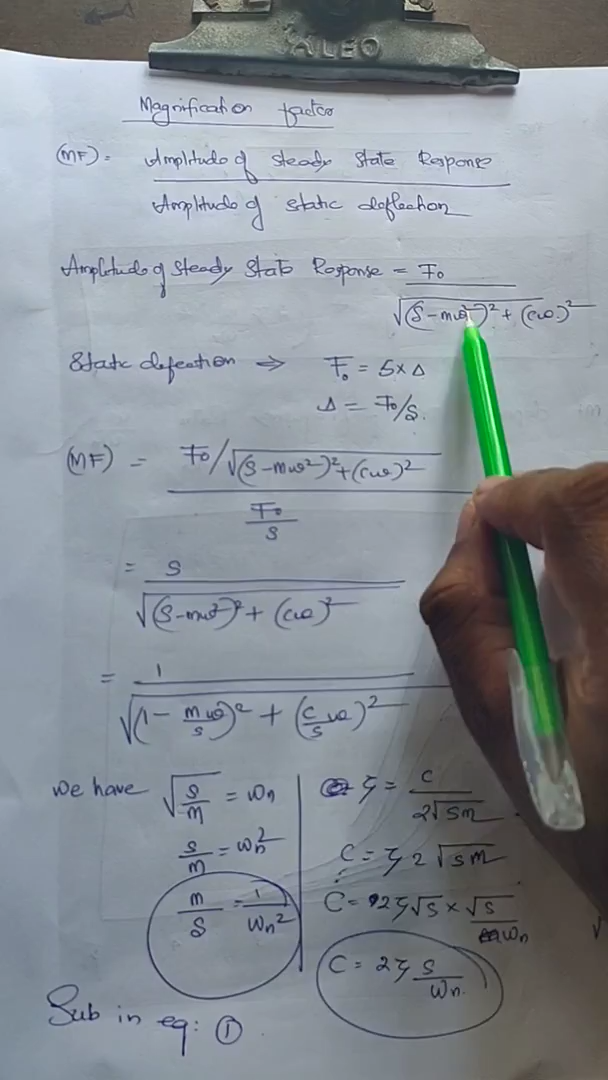 ALEO
Magnification factor
(MF) = Amplitude of steady state Response
Amplitude of static deflection
Amplitude of steady State Response = F₀
√(S-mω²)²+(cω)²
Static defection ⇒ F₀ = S×Δ
Δ = F₀/S.
(MF) = F₀/√(S-mω²)²+(cω)²
F₀
S
= S
√(S-mω²)²+(cω)²
= 1
√(1-mω²/S)²+(c/s ω)²
We have √S/m = ωn
S/m = ωn²
m/S = 1/ωn²
ζ = C/2√Sm
C = ζ2√Sm
C = 2ζ√S × √S/ωn
C = 2ζ S/ωn.
Sub in eq: ①